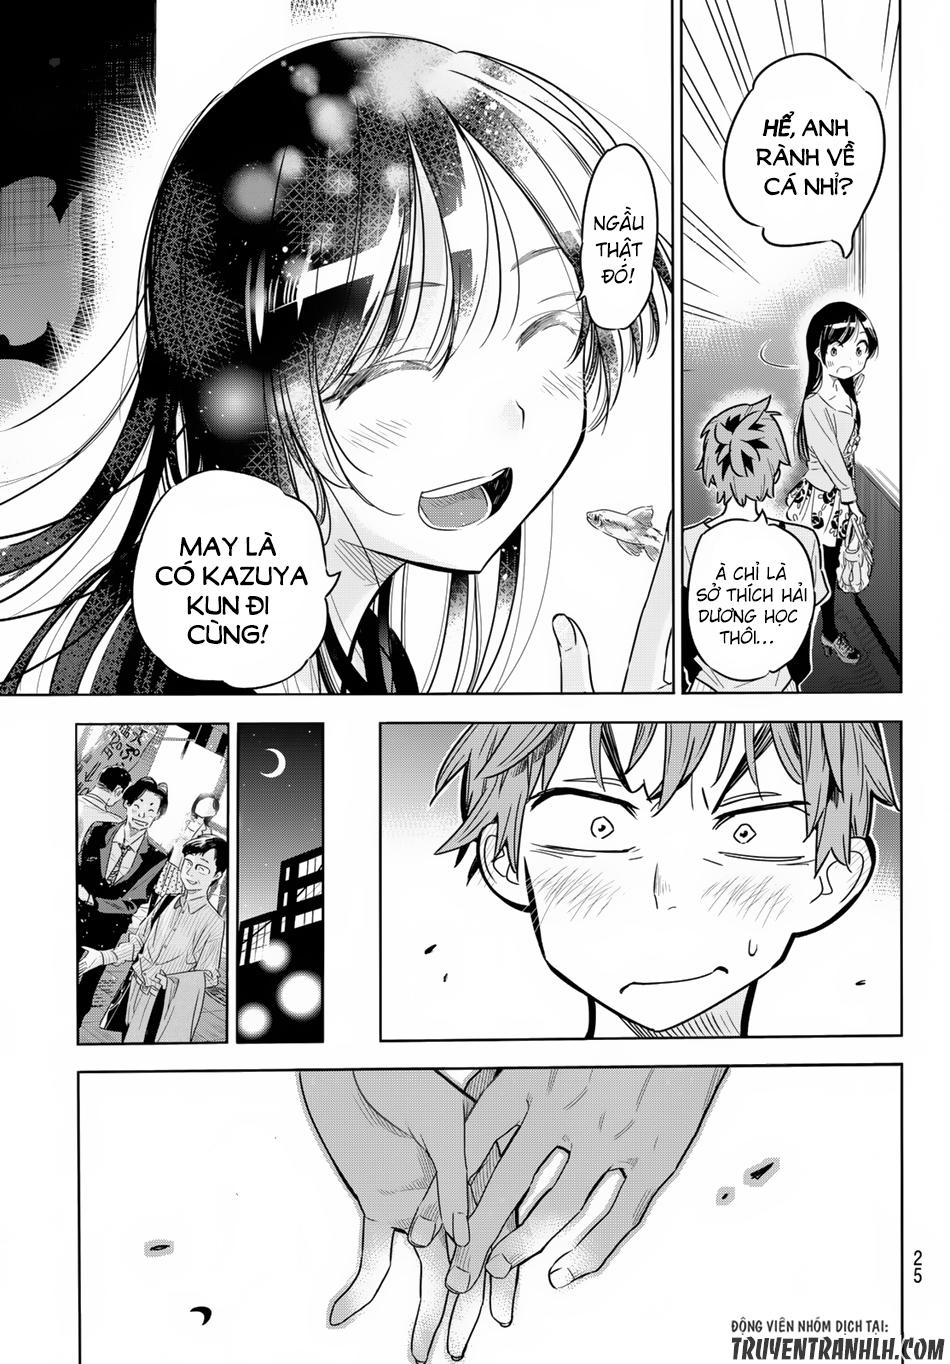 HỂ, ANH
RÀNH VỀ
CÁ NHỈ?
À CHỈ LÀ
SỞ THÍCH HẢI
DƯƠNG HỌC
THÔI...
NGẦU
THẬT
ĐÓ!
MAY LÀ
CÓ KAZUYA
KUN ĐI
CÙNG!
25
ĐỘNG VIÊN NHÓM DỊCH TẠI:
TRUYENTRANHLH.COM